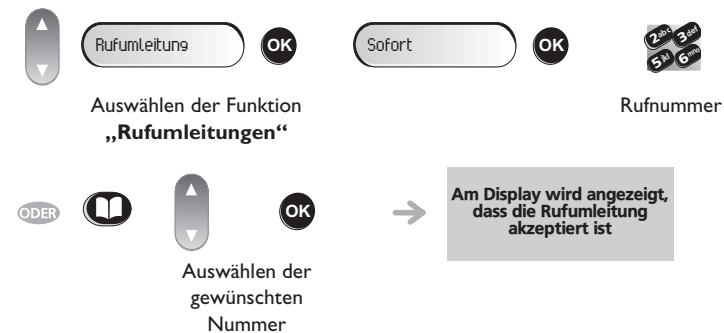 Rufumleitung
OK
Sofort
OK
2abc 3def
5jkl 6mno
Auswählen der Funktion
„Rufumleitungen“
Rufnummer
ODER
OK
Am Display wird angezeigt,
dass die Rufumleitung
akzeptiert ist
Auswählen der
gewünschten
Nummer